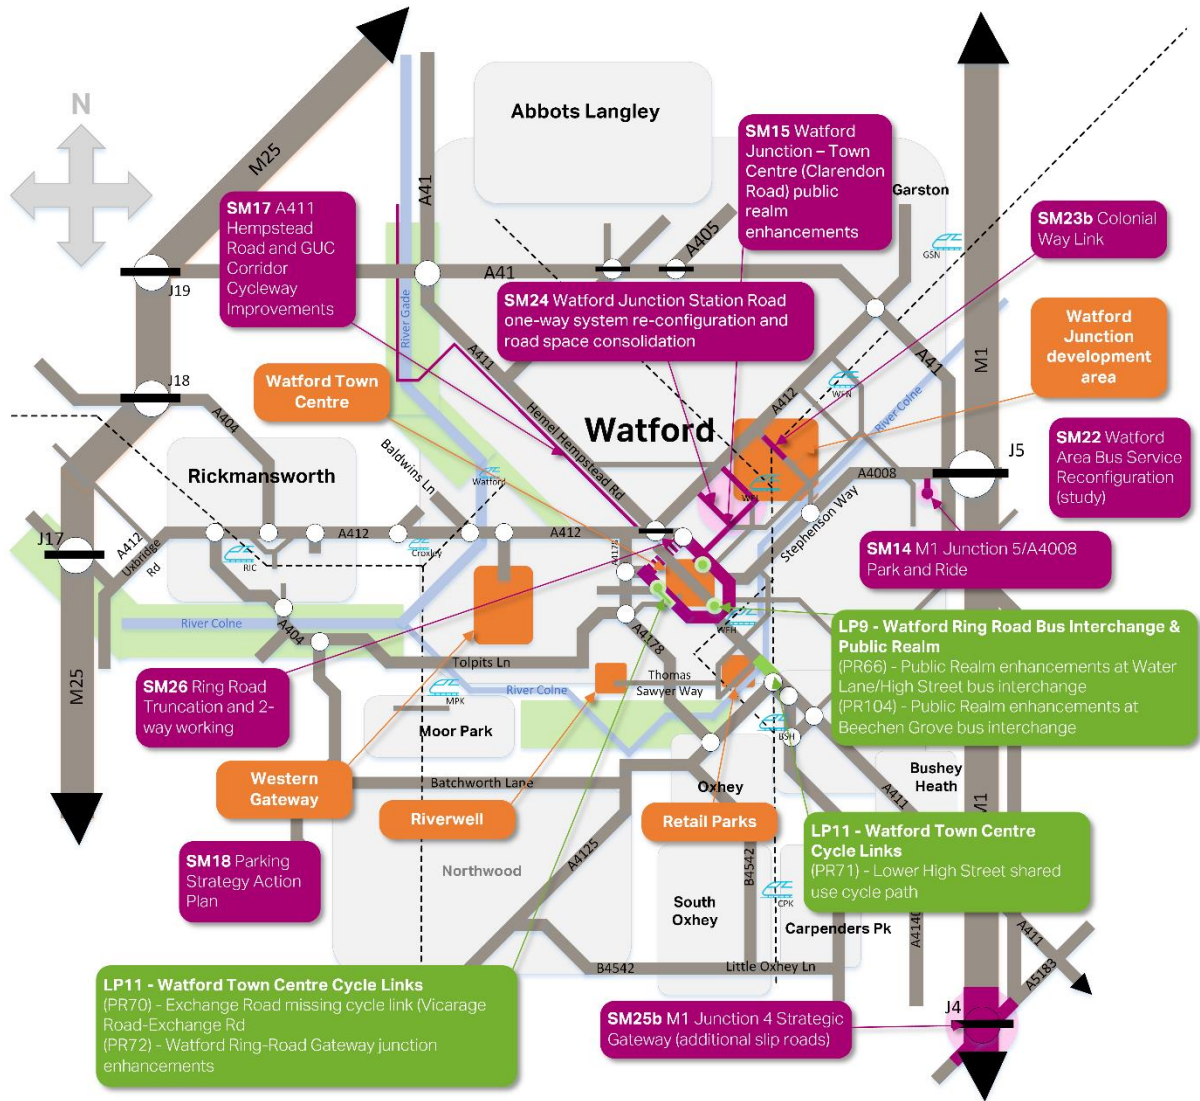 N
Abbots Langley
M25
A41
SM15 Watford
Junction – Town
Centre (Clarendon
Road) public
realm
enhancements
Garston
SM17 A411
Hempstead
Road and GUC
Corridor
Cycleway
Improvements
SM23b Colonial
Way Link
A405
GSN
J19
A41
River Gade
SM24 Watford Junction Station Road
one-way system re-configuration and
road space consolidation
Watford
Junction
development
area
M1
A41
A411
J18
Watford Town
Centre
A404
A412
WFN
River Colne
Hemel Hempstead Rd
Watford
SM22 Watford
Area Bus Service
Reconfiguration
(study)
J5
Rickmansworth
Baldwins Ln
Watford
WFJ
A4008
Stephenson Way
J17
A412
Uxbridge
Rd
A412
A412
Croxley
RIC
A4178
SM14 M1 Junction 5/A4008
Park and Ride
River Colne
A404
WFH
LP9 - Watford Ring Road Bus Interchange &
Public Realm
(PR66) - Public Realm enhancements at Water
Lane/High Street bus interchange
(PR104) - Public Realm enhancements at
Beechen Grove bus interchange
A4178
Tolpits Ln
M25
SM26 Ring Road
Truncation and 2-
way working
MPK
River Colne
Thomas
Sawyer Way
Moor Park
BSH
Western
Gateway
Batchworth Lane
Oxhey
Bushey
Heath
A411
M1
Riverwell
Retail Parks
LP11 - Watford Town Centre
Cycle Links
(PR71) - Lower High Street shared
use cycle path
SM18 Parking
Strategy Action
Plan
Northwood
A4125
B4542
CPK
South
Oxhey
Carpenders Pk
A4140
A411
A5183
B4542
Little Oxhey Ln
LP11 - Watford Town Centre Cycle Links
(PR70) - Exchange Road missing cycle link (Vicarage
Road-Exchange Rd
(PR72) - Watford Ring-Road Gateway junction
enhancements
SM25b M1 Junction 4 Strategic
Gateway (additional slip roads)
J4